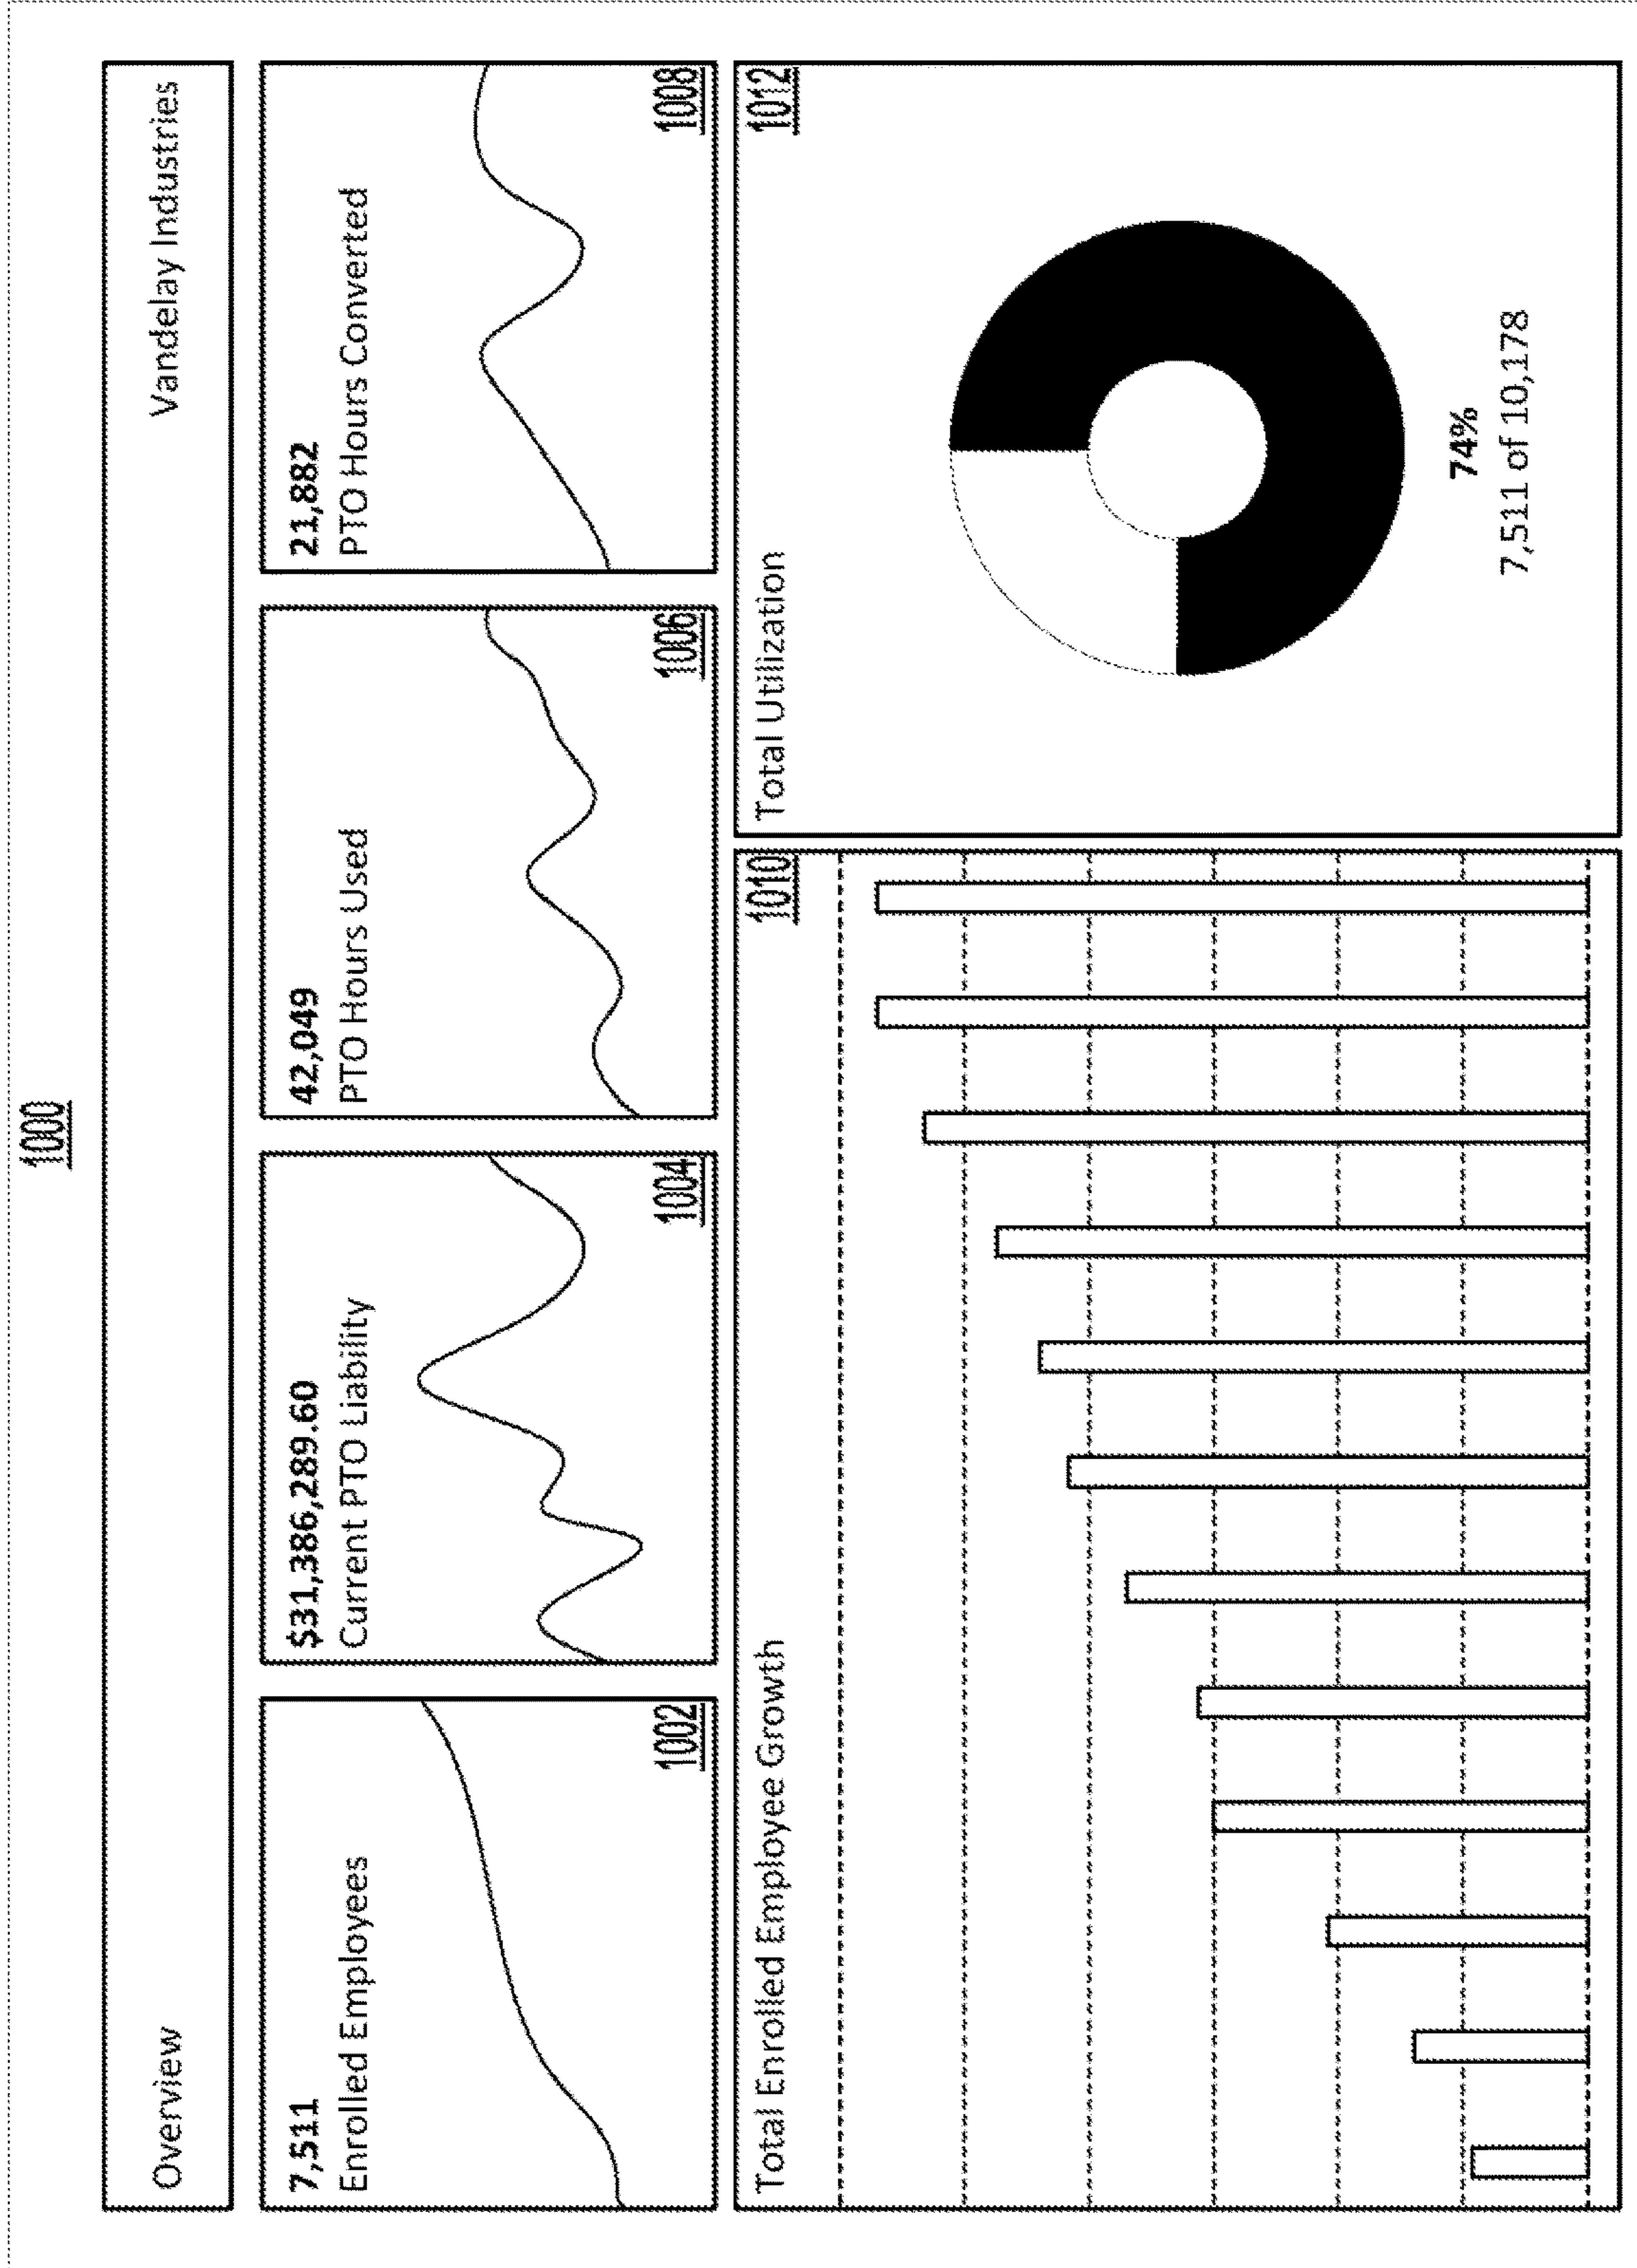 1000
Overview
Vandelay Industries
7,511
Enrolled Employees
1002
$31,386,289.60
Current PTO Liability
1004
42,049
PTO Hours Used
1006
21,882
PTO Hours Converted
1008
Total Enrolled Employee Growth
1010
Total Utilization
1012
74%
7,511 of 10,178